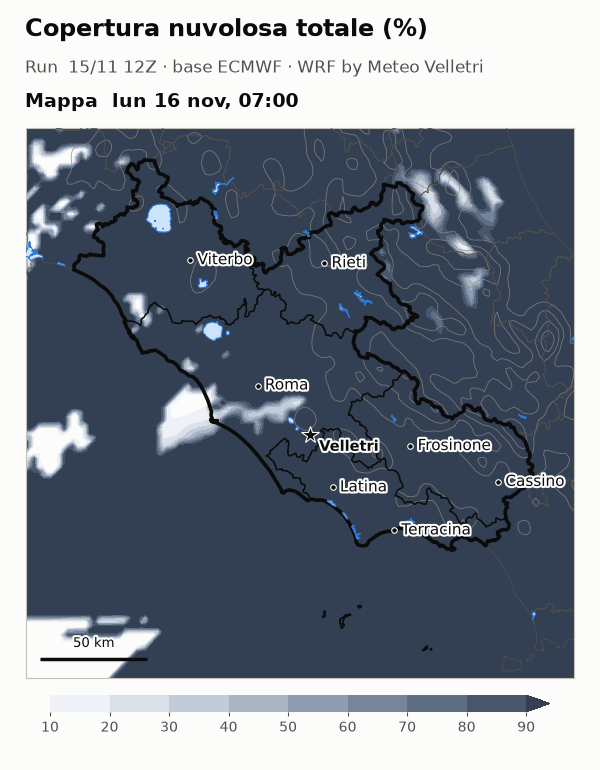 Copertura nuvolosa totale (%)
Run  15/11 12Z · base ECMWF · WRF by Meteo Velletri
Mappa  lun 16 nov, 07:00
Viterbo
Rieti
Roma
Velletri
Frosinone
Cassino
Latina
Terracina
50 km
10 20 30 40 50 60 70 80 90